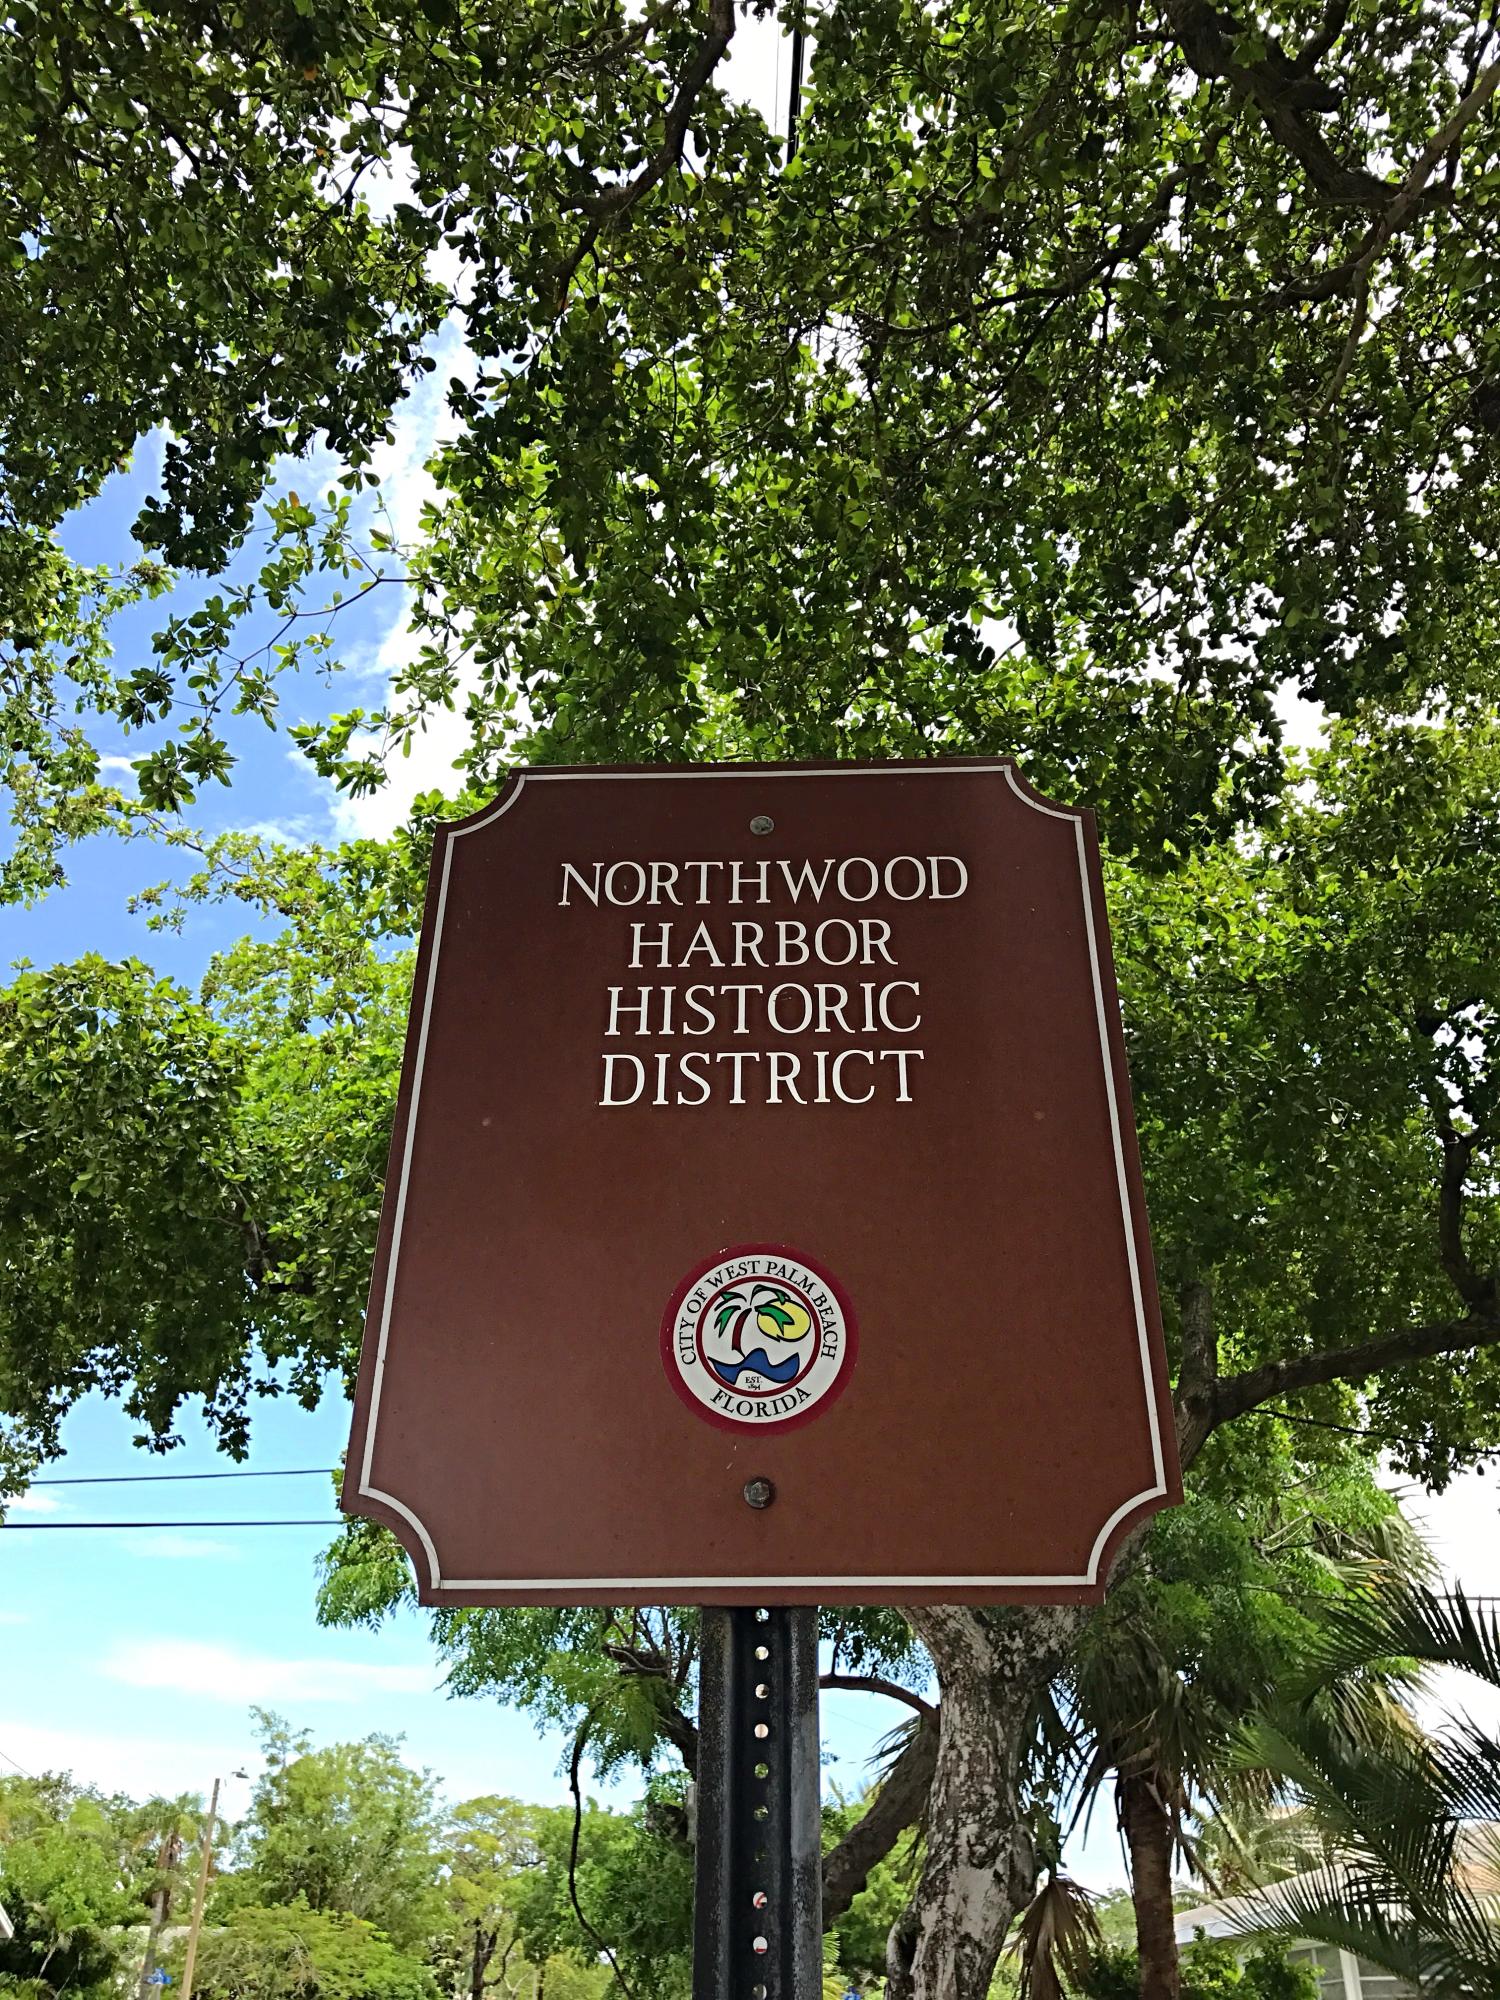 NORTHWOOD
HARBOR
HISTORIC
DISTRICT
CITY OF WEST PALM BEACH
EST.
1894
FLORIDA